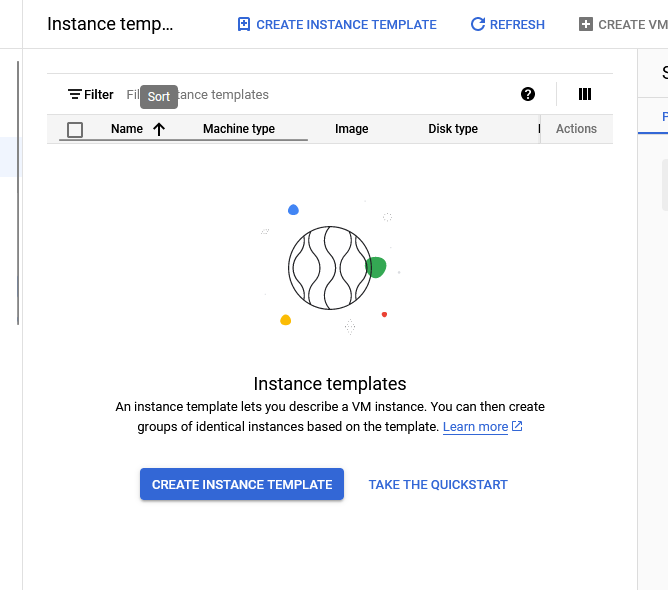 Instance temp...
CREATE INSTANCE TEMPLATE
REFRESH
CREATE VM
Filter
Sort
instance templates
Name
Machine type
Image
Disk type
Actions
Instance templates
An instance template lets you describe a VM instance. You can then create
groups of identical instances based on the template. Learn more
CREATE INSTANCE TEMPLATE
TAKE THE QUICKSTART